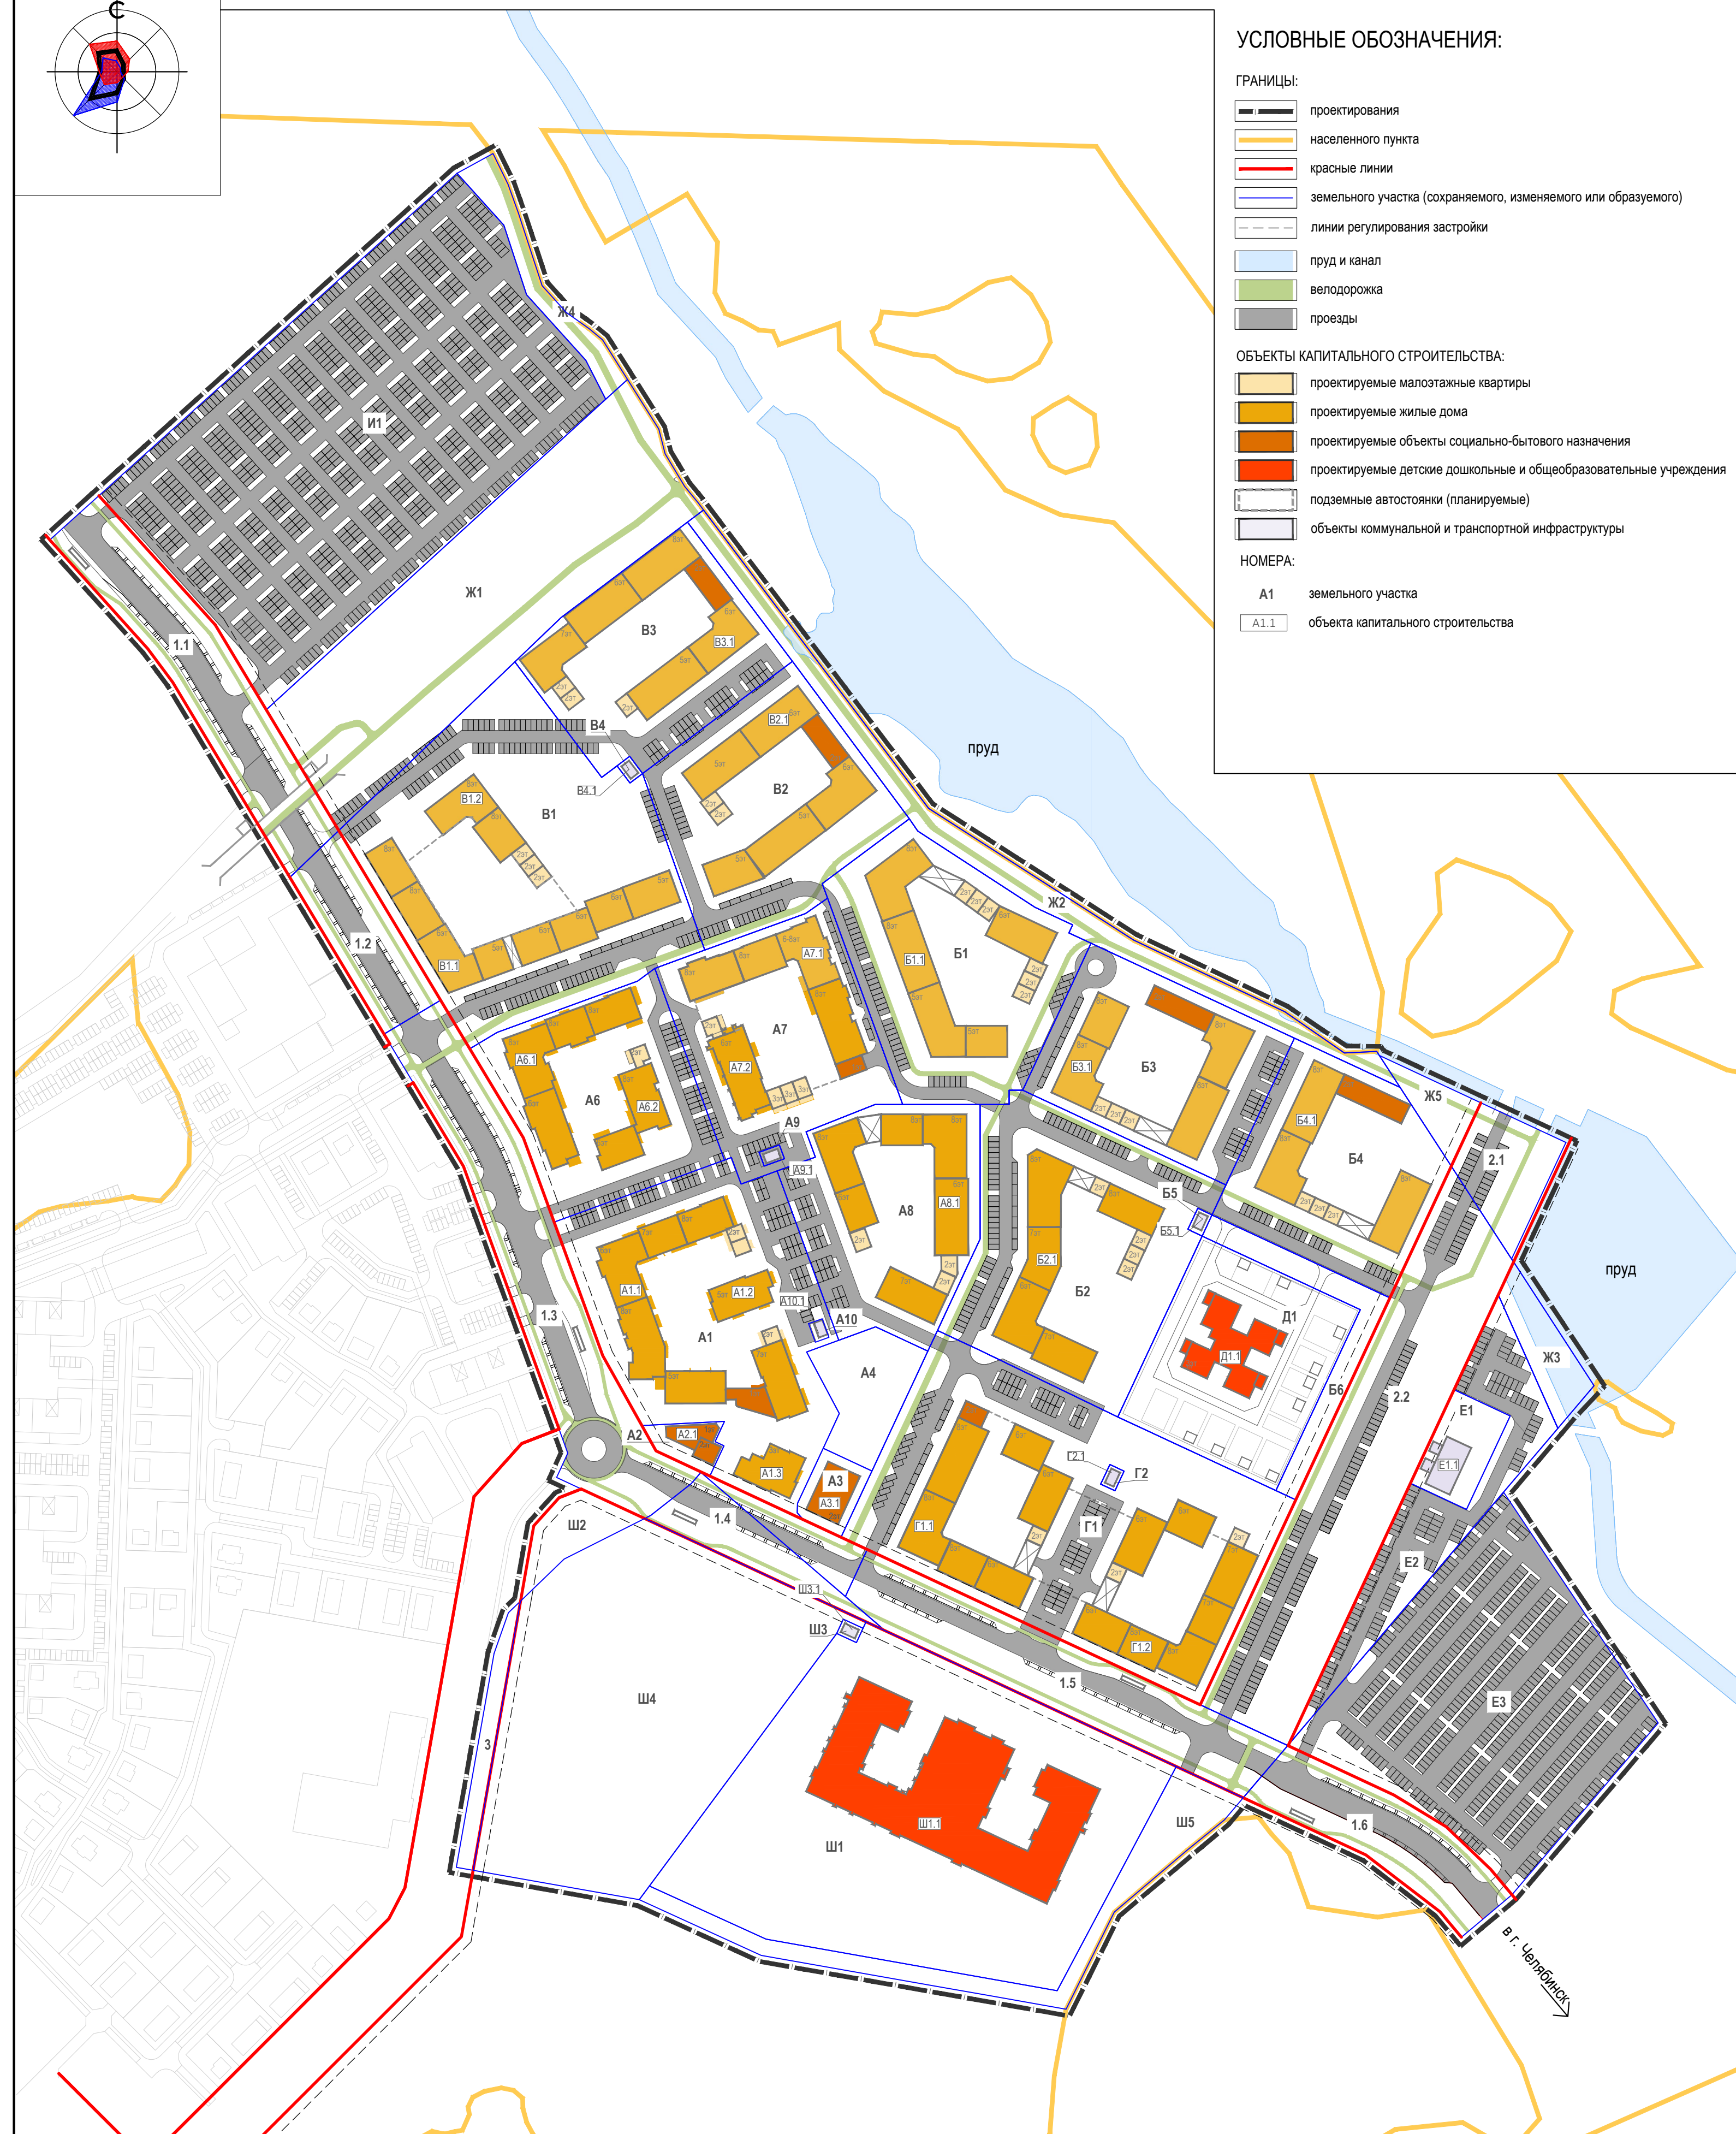 С
УСЛОВНЫЕ ОБОЗНАЧЕНИЯ:
ГРАНИЦЫ:
проектирования
населенного пункта
красные линии
земельного участка (сохраняемого, изменяемого или образуемого)
линии регулирования застройки
пруд и канал
велодорожка
проезды
ОБЪЕКТЫ КАПИТАЛЬНОГО СТРОИТЕЛЬСТВА:
проектируемые малоэтажные квартиры
проектируемые жилые дома
проектируемые объекты социально-бытового назначения
проектируемые детские дошкольные и общеобразовательные учреждения
подземные автостоянки (планируемые)
объекты коммунальной и транспортной инфраструктуры
НОМЕРА:
А1 земельного участка
А1.1 объекта капитального строительства
Ж4
И1
Ж1
1.1
В3
В3.1
В4
В4.1
В2.1
В2
В1.2
В1
В1.1
1.2
пруд
Ж2
Б1
Б1.1
А7.1
А7
А7.2
А6.1
А6
А6.2
А9
А9.1
Б3
Б3.1
Б4.1
Б4
Ж5
2.1
А8
А8.1
Б5
Б5.1
Б2.1
Б2
А1.1
А1.2
А10.1
А10
А1
1.3
Д1
Д1.1
пруд
Ж3
А4
Б6
2.2
Е1
Е1.1
А2
А2.1
А1.3
А3
А3.1
Г2.1
Г2
Г1.1
Г1
Г1.2
Е2
Ш2
1.4
Ш3.1
Ш3
1.5
Ш4
Е3
3
Ш1.1
Ш1
Ш5
1.6
в г. Челябинск